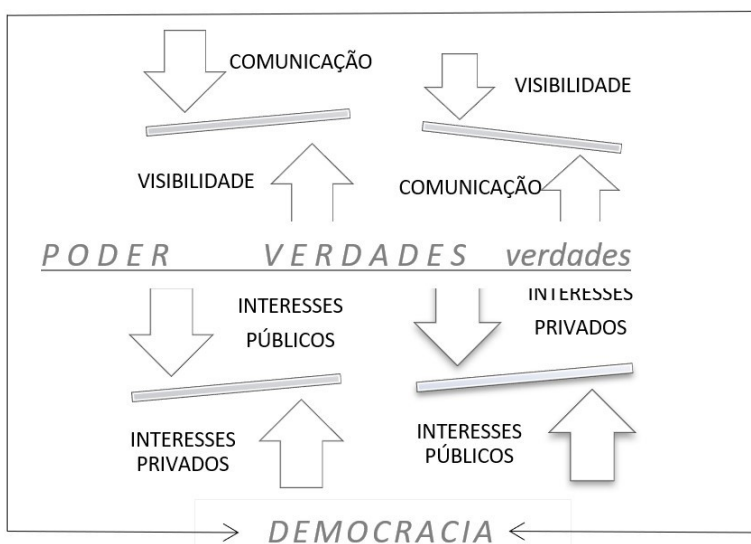 COMUNICAÇÃO
VISIBILIDADE
VISIBILIDADE
COMUNICAÇÃO
PODER VERDADES verdades
INTERESSES
PÚBLICOS
INTERESSES
PRIVADOS
INTERESSES
PRIVADOS
INTERESSES
PÚBLICOS
DEMOCRACIA